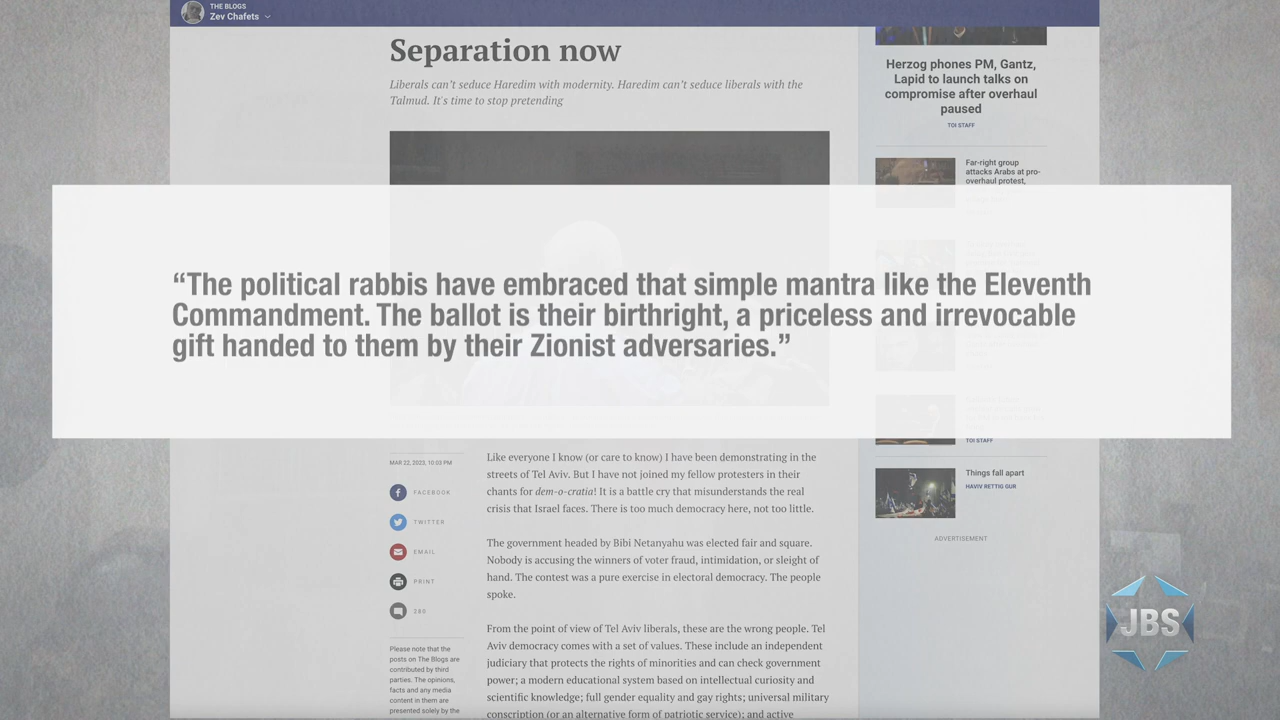 THE BLOGS
Zev Chafets
Separation now
Liberals can't seduce Haredim with modernity. Haredim can't seduce liberals with the
Talmud. It's time to stop pretending
Herzog phones PM, Gantz,
Lapid to launch talks on
compromise after overhaul
paused
TOI STAFF
Far-right group
attacks Arabs at pro-
overhaul protest,
“The political rabbis have embraced that simple mantra like the Eleventh
Commandment. The ballot is their birthright, a priceless and irrevocable
gift handed to them by their Zionist adversaries.”
TOI STAFF
MAR 22, 2023, 10:03 PM
FACEBOOK
TWITTER
EMAIL
PRINT
280
Please note that the
posts on The Blogs are
contributed by third
parties. The opinions,
facts and any media
content in them are
presented solely by the
Like everyone I know (or care to know) I have been demonstrating in the
streets of Tel Aviv. But I have not joined my fellow protesters in their
chants for dem-o-cratia! It is a battle cry that misunderstands the real
crisis that Israel faces. There is too much democracy here, not too little.
The government headed by Bibi Netanyahu was elected fair and square.
Nobody is accusing the winners of voter fraud, intimidation, or sleight of
hand. The contest was a pure exercise in electoral democracy. The people
spoke.
From the point of view of Tel Aviv liberals, these are the wrong people. Tel
Aviv democracy comes with a set of values. These include an independent
judiciary that protects the rights of minorities and can check government
power; a modern educational system based on intellectual curiosity and
scientific knowledge; full gender equality and gay rights; universal military
conscription (or an alternative form of patriotic service); and active
Things fall apart
HAVIV RETTIG GUR
ADVERTISEMENT
JBS